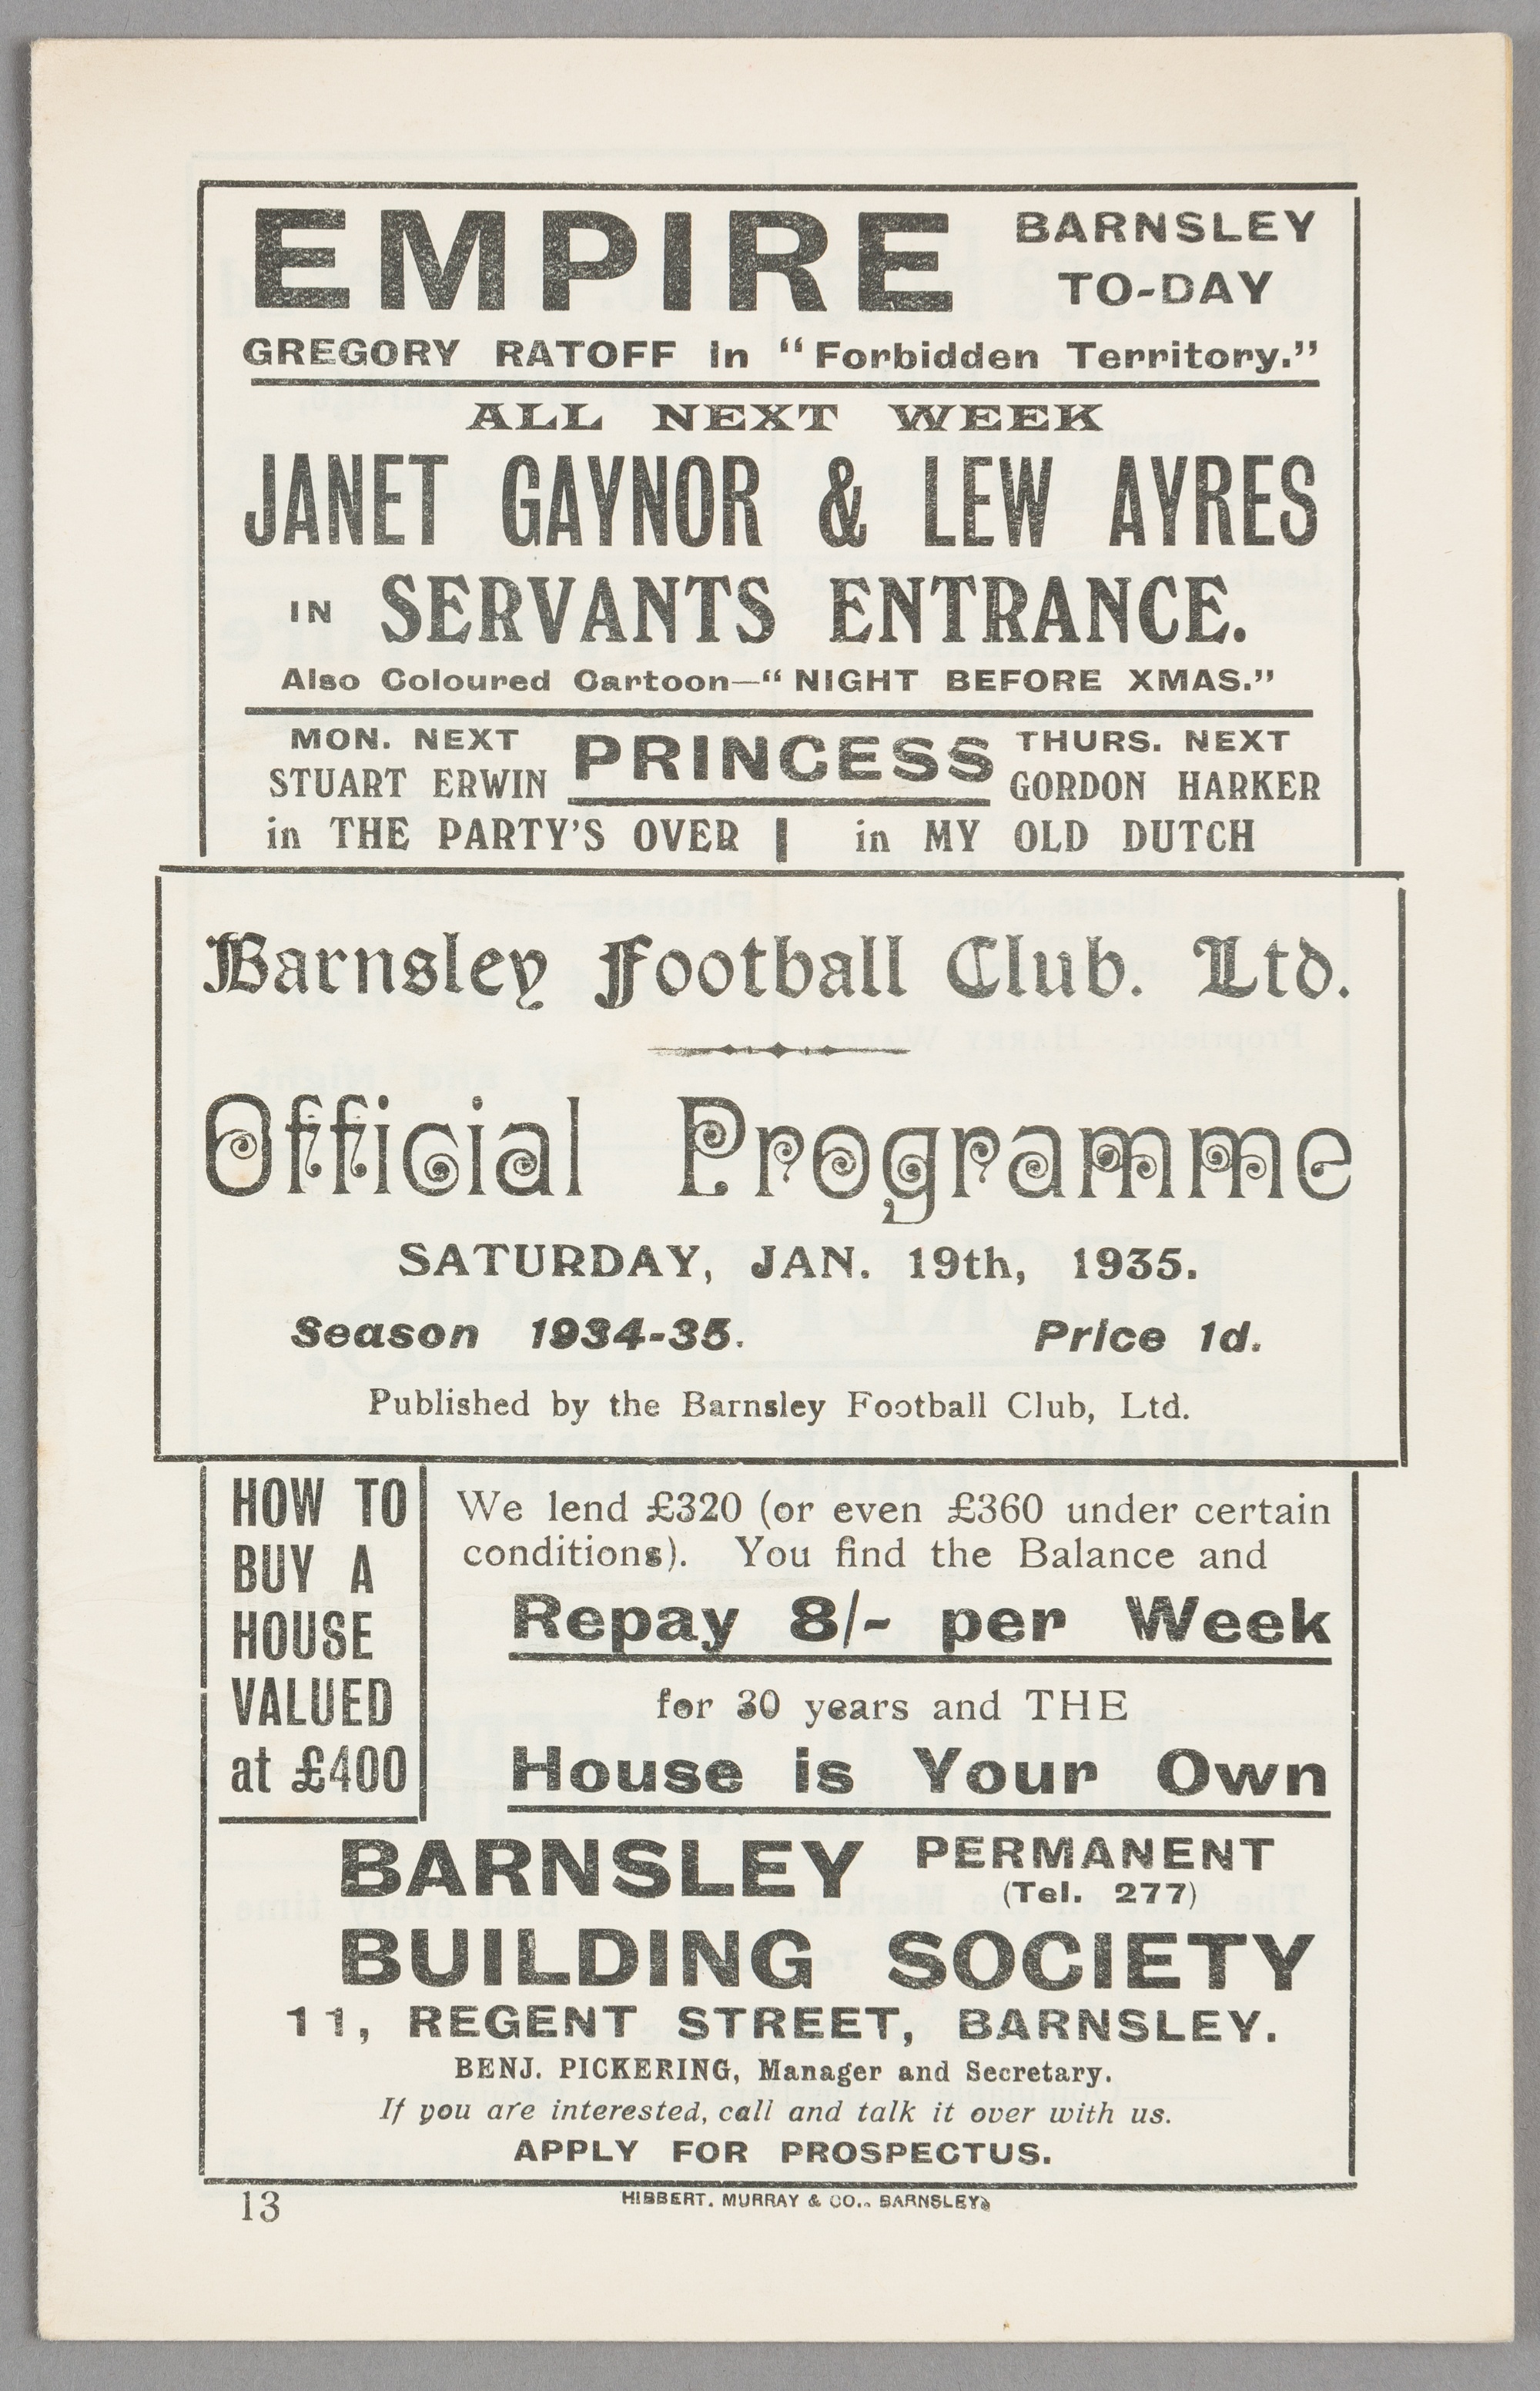 EMPIRE BARNSLEY TO-DAY
GREGORY RATOFF in "Forbidden Territory."
ALL NEXT WEEK
JANET GAYNOR & LEW AYRES
IN SERVANTS ENTRANCE.
Also Coloured Cartoon—"NIGHT BEFORE XMAS."
PRINCESS
MON. NEXT
STUART ERWIN
in THE PARTY'S OVER
THURS. NEXT
GORDON HARKER
in MY OLD DUTCH
Barnsley Football Club. Ltd.
Official Programme
SATURDAY, JAN. 19th, 1935.
Season 1934-35. Price 1d.
Published by the Barnsley Football Club, Ltd.
HOW TO
BUY A
HOUSE
VALUED
at £400
We lend £320 (or even £360 under certain
conditions). You find the Balance and
Repay 8/- per Week
for 30 years and THE
House is Your Own
BARNSLEY PERMANENT
(Tel. 277)
BUILDING SOCIETY
11, REGENT STREET, BARNSLEY.
BENJ. PICKERING, Manager and Secretary.
If you are interested, call and talk it over with us.
APPLY FOR PROSPECTUS.
13
HIBBERT. MURRAY & CO., BARNSLEY.